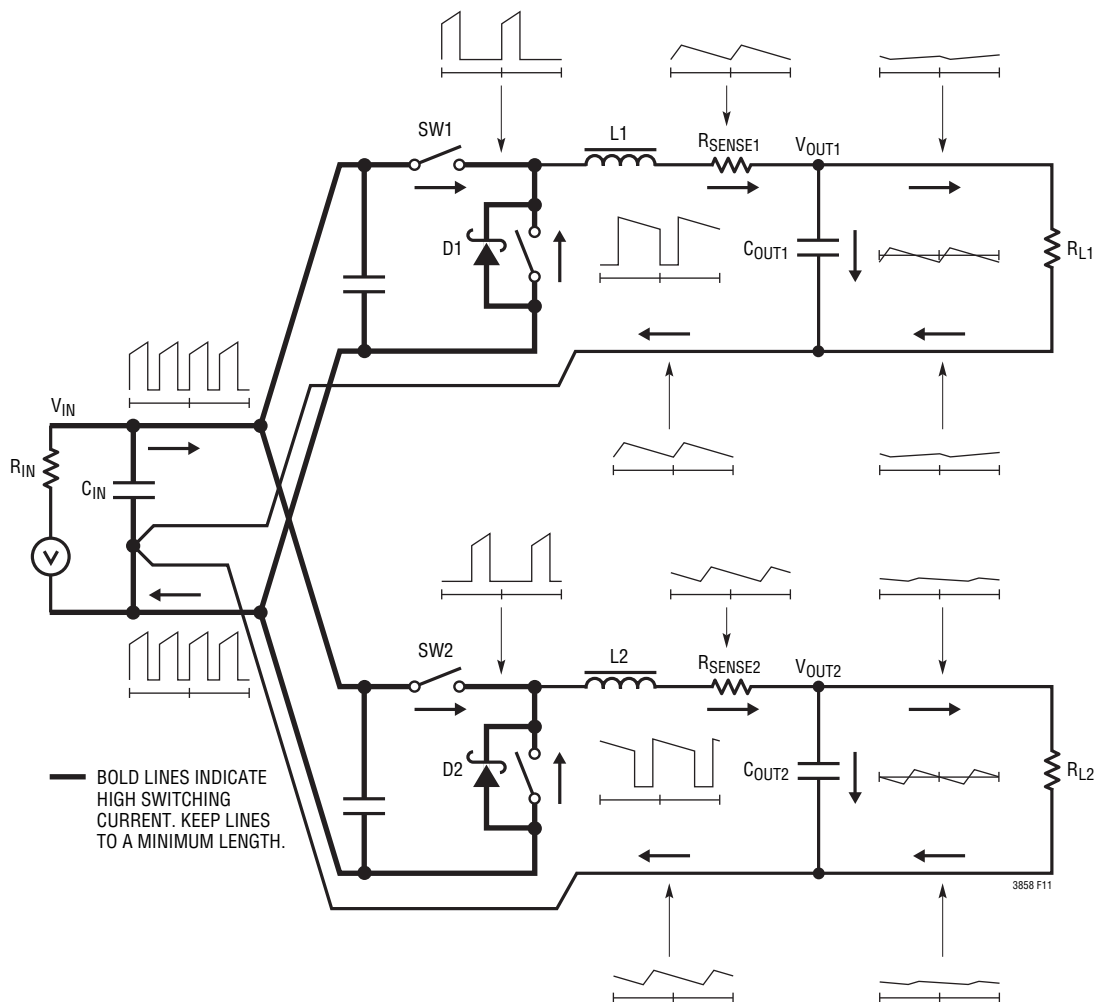 SW1
L1
RSENSE1
VOUT1
D1
COUT1
RL1
VIN
RIN
CIN
V
SW2
L2
RSENSE2
VOUT2
D2
COUT2
RL2
BOLD LINES INDICATE
HIGH SWITCHING
CURRENT. KEEP LINES
TO A MINIMUM LENGTH.
3858 F11